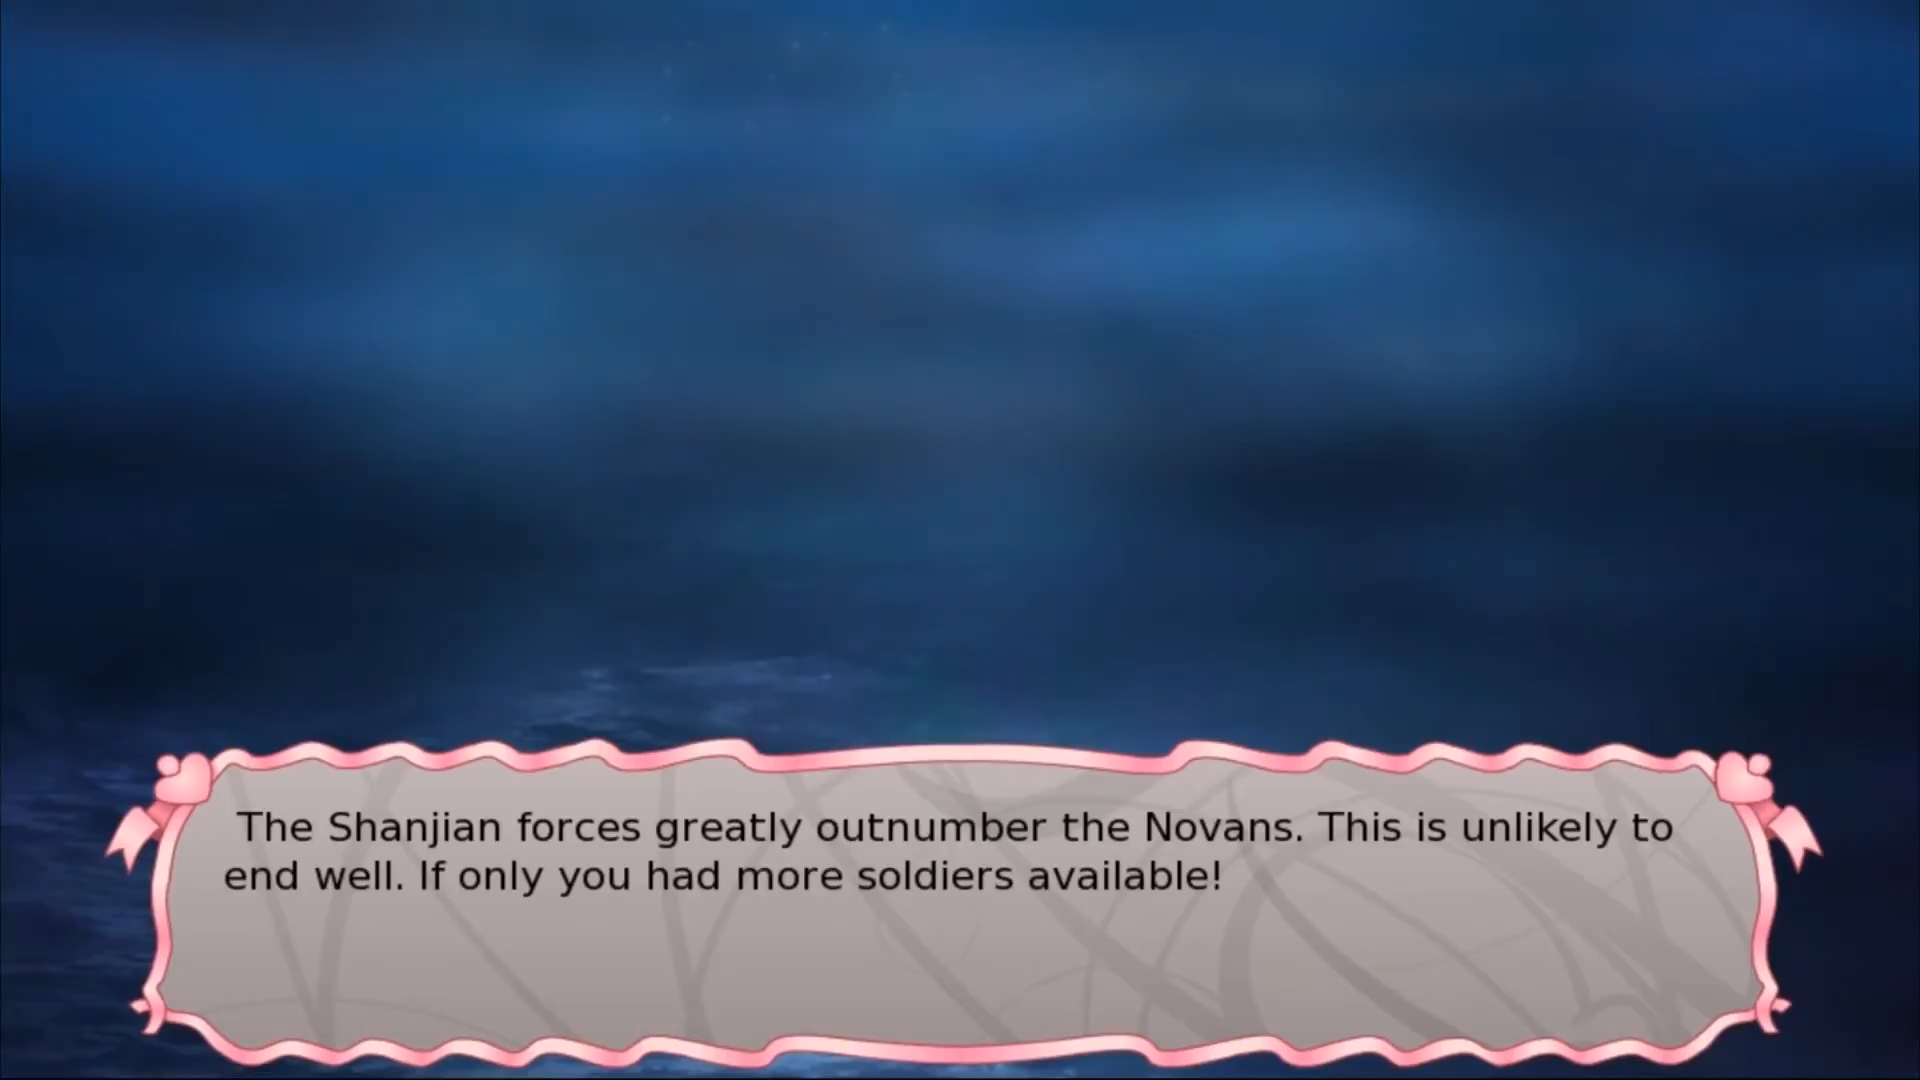 The Shanjian forces greatly outnumber the Novans. This is unlikely to
end well. If only you had more soldiers available!